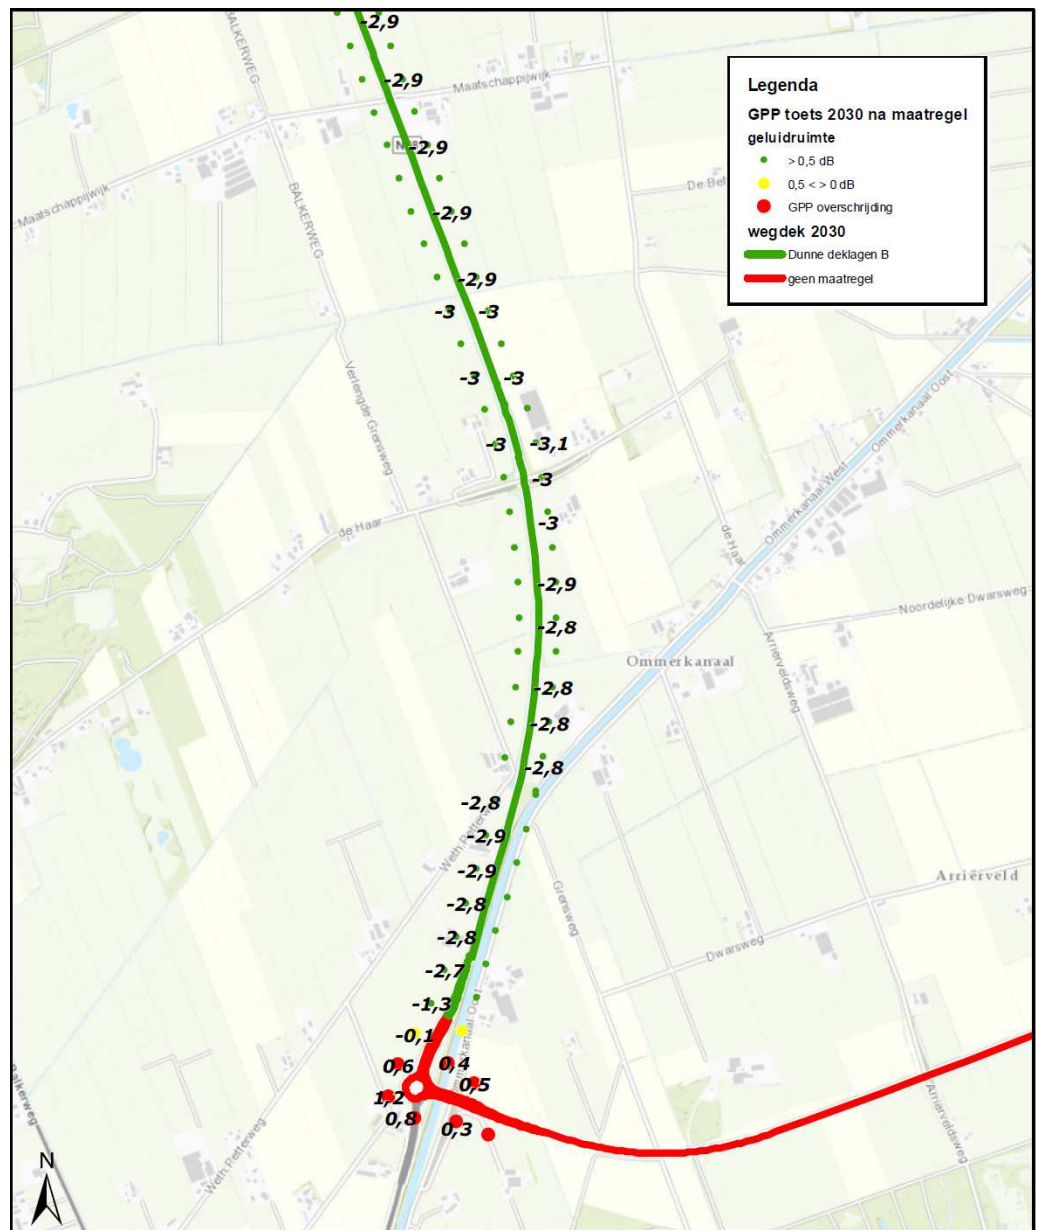 -2,9
BALKERWEG
-2,9
Maatschappijwijk
Legenda
GPP toets 2030 na maatregel
geluidruimte
> 0,5 dB
0,5 < > 0 dB
GPP overschrijding
wegdek 2030
Dunne deklagen B
geen maatregel
-2,9
Maatschappijwijk
BALKERWEG
-2,9
-2,9
-3 -3
-3 -3
Verlengde Grensweg
-3 -3,1
-3
-3
de Haar
Ommerkanaal Oost
Ommerkanaal West
de Haar
-2,9
Noordelijke Dwarsweg
-2,8
Ommerkanaal
Arriërveldsweg
-2,8
-2,8
-2,8
-2,8
-2,9
-2,9
Grensweg
Arriërveld
-2,8
-2,8
Dwarsweg
-2,7
-1,3
-0,1
0,6 0,4
0,5
1,2
0,8 0,3
Balkerweg
Weth Petterweg
Arriërveldsweg
N